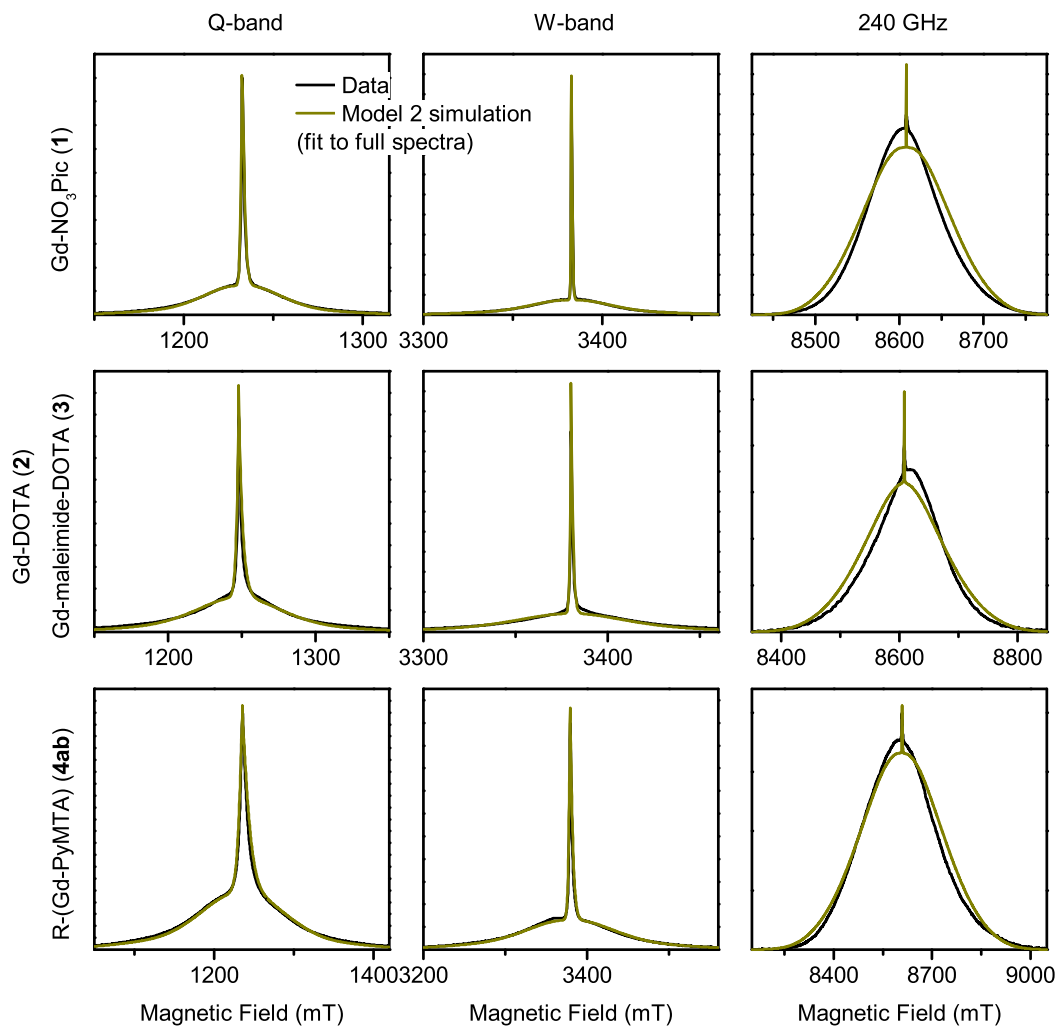 Q-band
W-band
240 GHz
Data
Model 2 simulation
(fit to full spectra)
Gd-NO3Pic (1)
1200
1300
3300
3400
8500
8600
8700
Gd-DOTA (2)
Gd-maleimide-DOTA (3)
1200
1300
3300
3400
8400
8600
8800
R-(Gd-PyMTA) (4ab)
1200
1400
3200
3400
8400
8700
9000
Magnetic Field (mT)
Magnetic Field (mT)
Magnetic Field (mT)